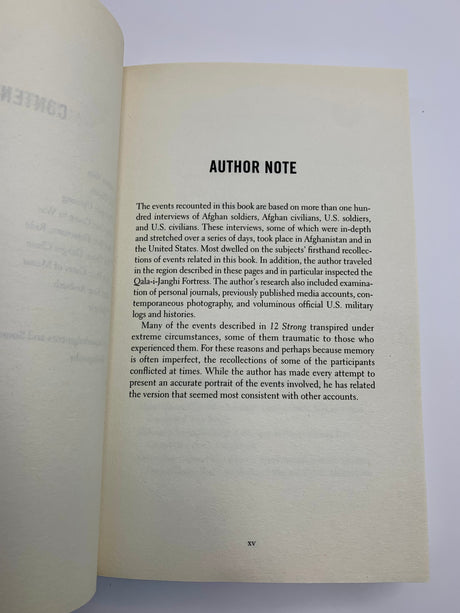 AUTHOR NOTE
The events recounted in this book are based on more than one hun-
dred interviews of Afghan soldiers, Afghan civilians, U.S. soldiers,
and U.S. civilians. These interviews, some of which were in-depth
and stretched over a series of days, took place in Afghanistan and in
the United States. Most dwelled on the subjects' firsthand recollec-
tions of events related in this book. In addition, the author traveled
in the region described in these pages and in particular inspected the
Qala-i-Janghi Fortress. The author's research also included examina-
tion of personal journals, previously published media accounts, con-
temporaneous photography, and voluminous official U.S. military
logs and histories.
Many of the events described in 12 Strong transpired under
extreme circumstances, some of them traumatic to those who
experienced them. For these reasons and perhaps because memory
is often imperfect, the recollections of some of the participants
conflicted at times. While the author has made every attempt to
present an accurate portrait of the events involved, he has related
the version that seemed most consistent with other accounts.
xv